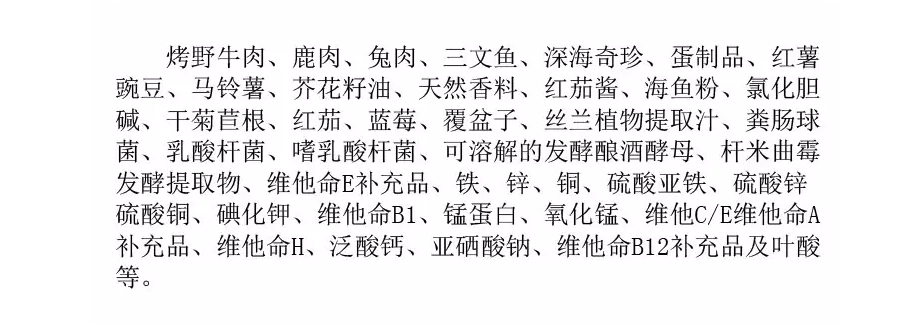 烤野牛肉、鹿肉、兔肉、三文鱼、深海奇珍、蛋制品、红薯
豌豆、马铃薯、芥花籽油、天然香料、红茄酱、海鱼粉、氯化胆
碱、干菊苣根、红茄、蓝莓、覆盆子、丝兰植物提取汁、粪肠球
菌、乳酸杆菌、嗜乳酸杆菌、可溶解的发酵酿酒酵母、杆米曲霉
发酵提取物、维他命E补充品、铁、锌、铜、硫酸亚铁、硫酸锌
硫酸铜、碘化钾、维他命B1、锰蛋白、氧化锰、维他C/E维他命A
补充品、维他命H、泛酸钙、亚硒酸钠、维他命B12补充品及叶酸
等。